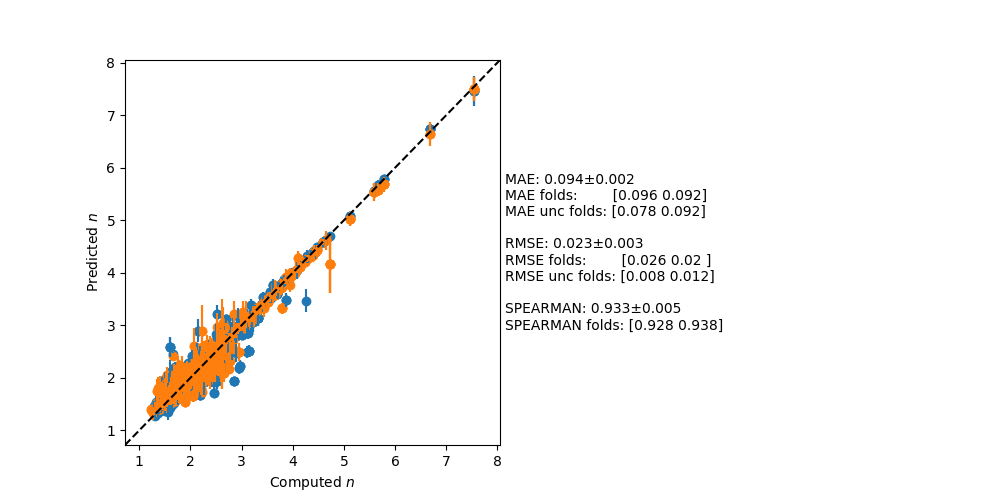 8
7
6
5
4
3
2
1
Predicted n
1 2 3 4 5 6 7 8
Computed n
MAE: 0.094±0.002
MAE folds: [0.096 0.092]
MAE unc folds: [0.078 0.092]
RMSE: 0.023±0.003
RMSE folds: [0.026 0.02 ]
RMSE unc folds: [0.008 0.012]
SPEARMAN: 0.933±0.005
SPEARMAN folds: [0.928 0.938]